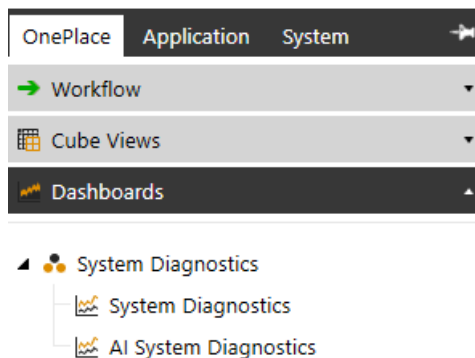 OnePlace Application System
Workflow
Cube Views
Dashboards
System Diagnostics
System Diagnostics
AI System Diagnostics